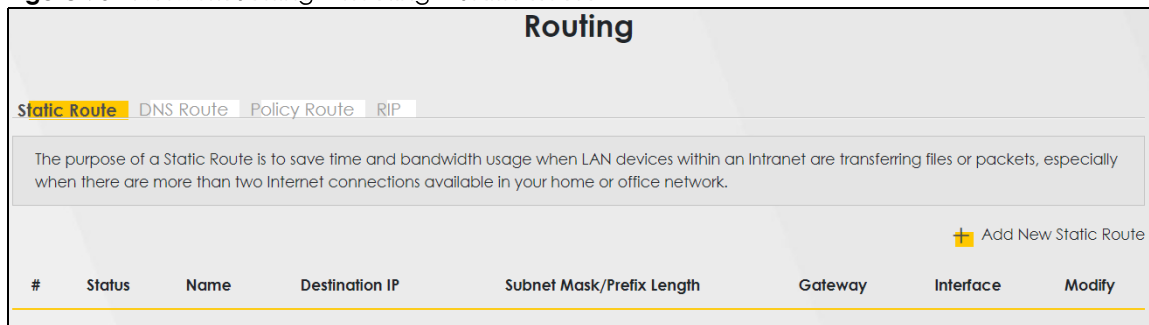 Routing
Static Route DNS Route Policy Route RIP
The purpose of a Static Route is to save time and bandwidth usage when LAN devices within an Intranet are transferring files or packets, especially
when there are more than two Internet connections available in your home or office network.
+ Add New Static Route
# Status Name Destination IP Subnet Mask/Prefix Length Gateway Interface Modify